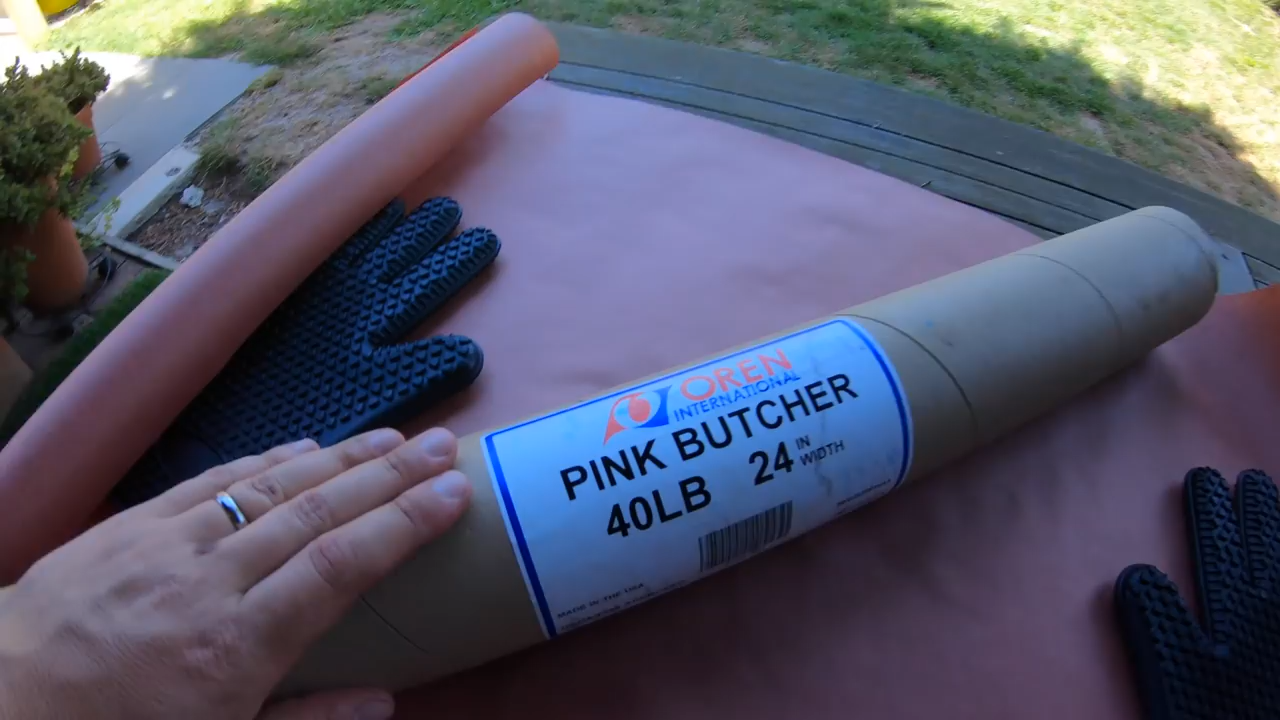 OREN
INTERNATIONAL
PINK BUTCHER
40LB 24 IN WIDTH
MADE IN THE USA